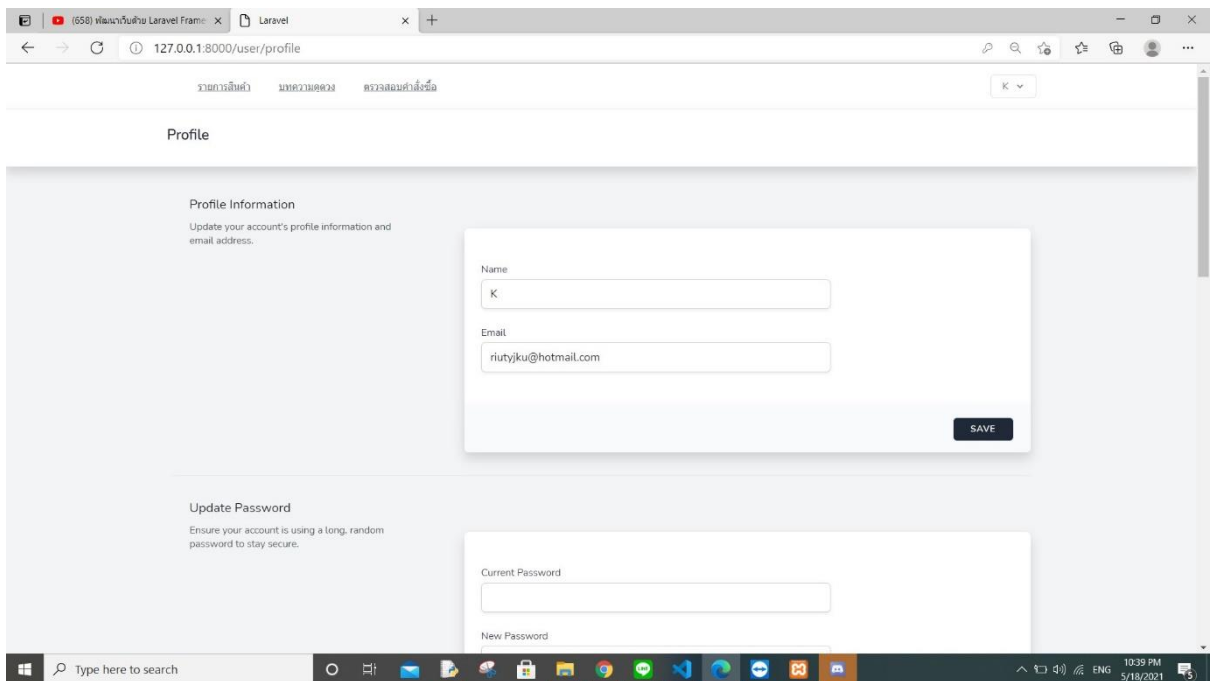 (658) พัฒนาเว็บด้วย Laravel Frame
Laravel
127.0.0.1:8000/user/profile
รายการสินค้า บทความดูดวง ตรวจสอบคำสั่งซื้อ
K
Profile
Profile Information
Update your account's profile information and
email address.
Name
K
Email
riutyjku@hotmail.com
SAVE
Update Password
Ensure your account is using a long, random
password to stay secure.
Current Password
New Password
Type here to search
ENG
10:39 PM
5/18/2021
5